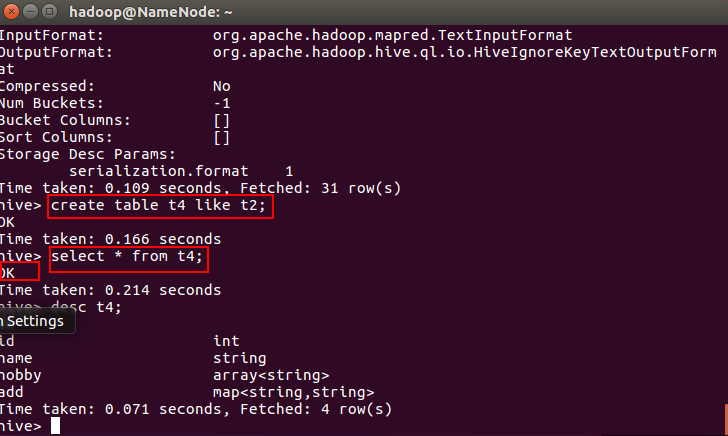 hadoop@NameNode: ~
InputFormat: org.apache.hadoop.mapred.TextInputFormat
OutputFormat: org.apache.hadoop.hive.ql.io.HiveIgnoreKeyTextOutputForm
at
Compressed: No
Num Buckets: -1
Bucket Columns: []
Sort Columns: []
Storage Desc Params:
serialization.format 1
Time taken: 0.109 seconds, Fetched: 31 row(s)
hive> create table t4 like t2;
OK
Time taken: 0.166 seconds
hive> select * from t4;
OK
Time taken: 0.214 seconds
hive> desc t4;
Settings
id int
name string
hobby array<string>
add map<string,string>
Time taken: 0.071 seconds, Fetched: 4 row(s)
hive>